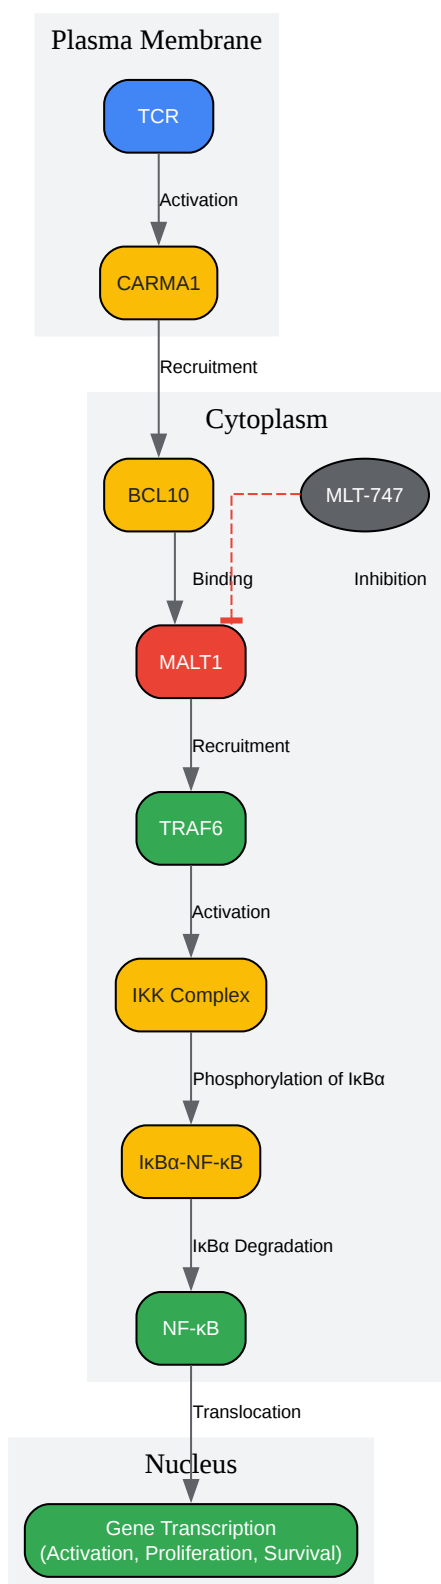 Plasma Membrane
TCR
Activation
CARMA1
Recruitment
Cytoplasm
BCL10
MLT-747
Binding
Inhibition
MALT1
Recruitment
TRAF6
Activation
IKK Complex
Phosphorylation of IκBα
IκBα-NF-κB
IκBα Degradation
NF-κB
Translocation
Nucleus
Gene Transcription
(Activation, Proliferation, Survival)